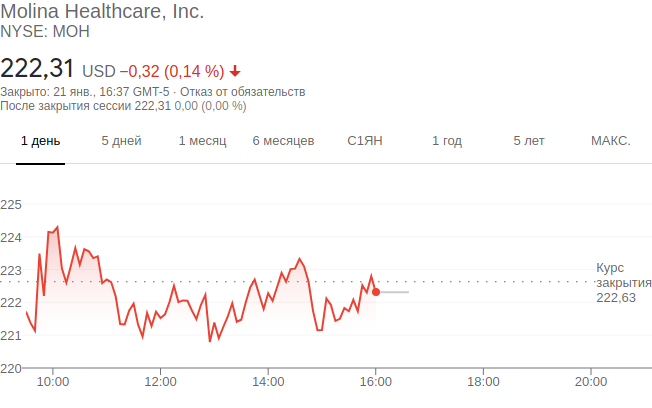 Molina Healthcare, Inc.
NYSE: MOH
222,31 USD −0,32 (0,14 %)
Закрыто: 21 янв., 16:37 GMT-5 · Отказ от обязательств
После закрытия сессии 222,31 0,00 (0,00 %)
1 день 5 дней 1 месяц 6 месяцев С1ЯН 1 год 5 лет МАКС.
225
224
223
222
221
220
Курс
закрытия
222,63
10:00 12:00 14:00 16:00 18:00 20:00